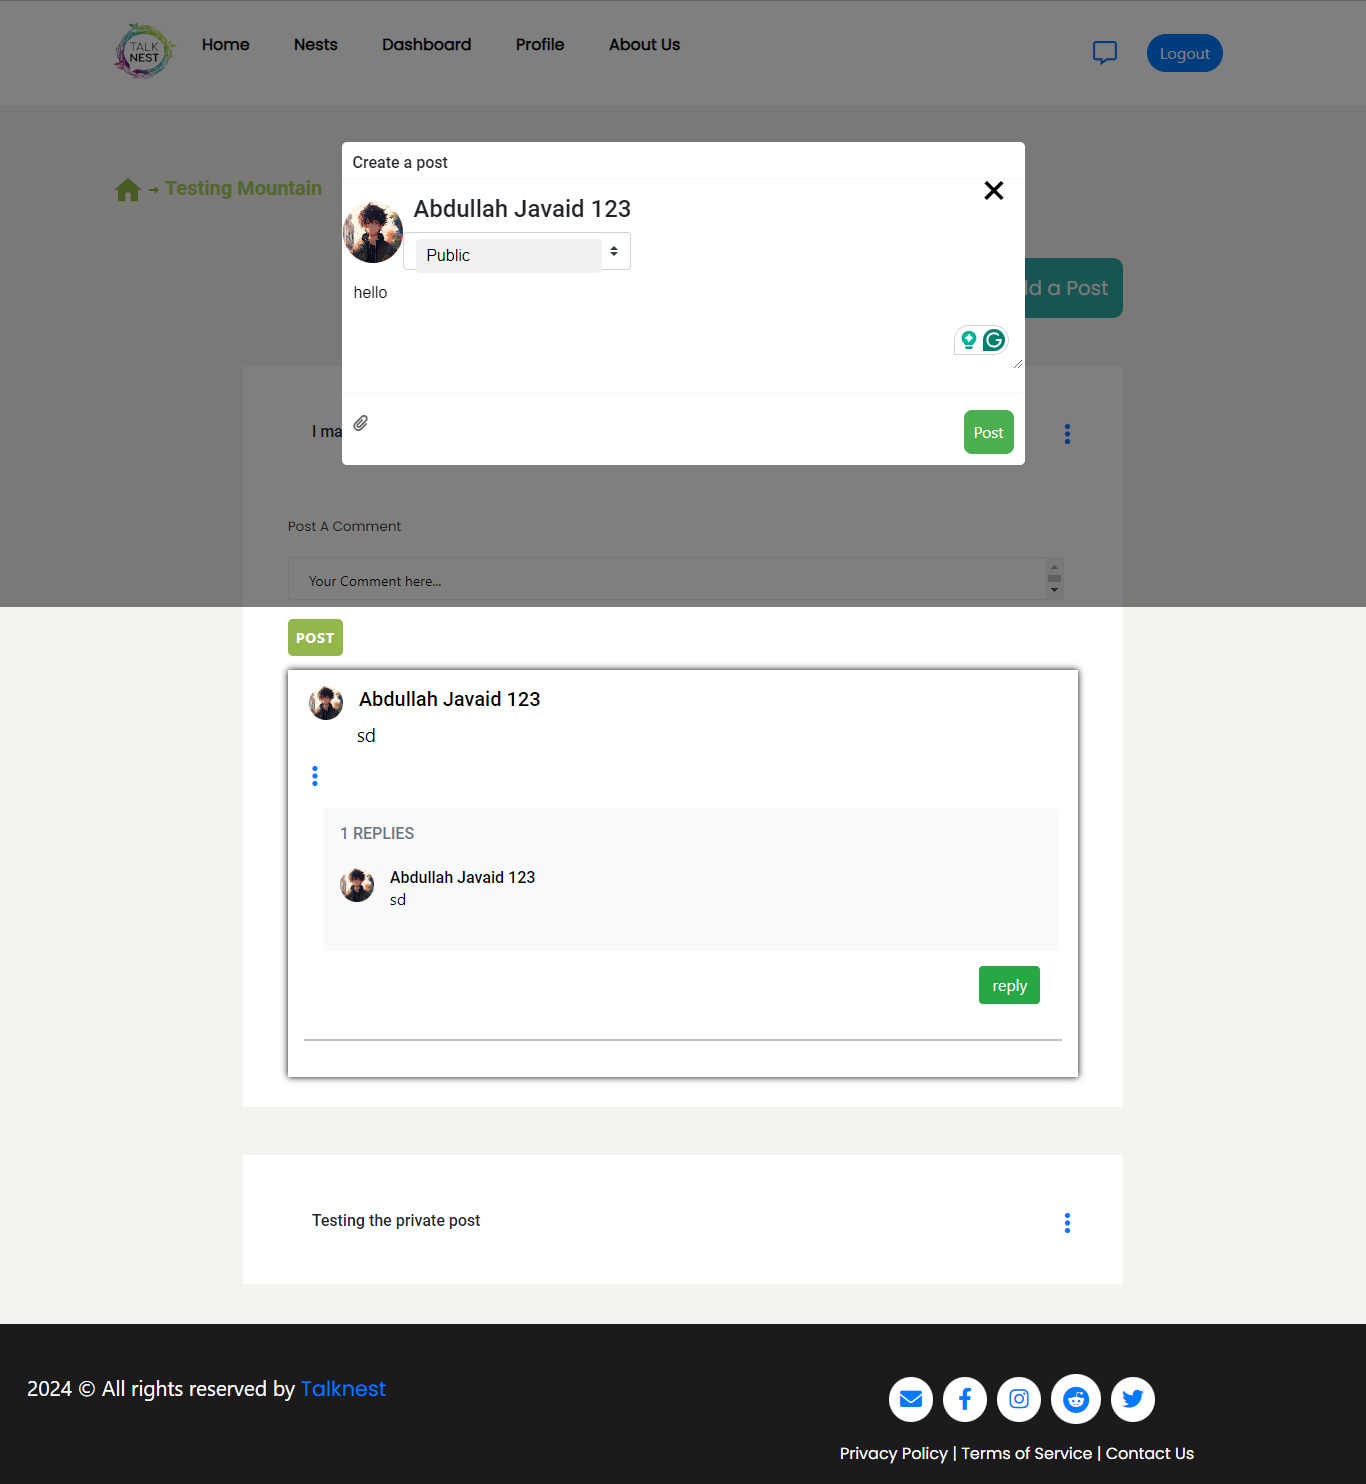 TALK
NEST
Home Nests Dashboard Profile About Us
Logout
Create a post
Testing Mountain
Abdullah Javaid 123
Public
d a Post
hello
I ma
Post
Post A Comment
Your Comment here...
POST
Abdullah Javaid 123
sd
1 REPLIES
Abdullah Javaid 123
sd
reply
Testing the private post
2024 © All rights reserved by Talknest
Privacy Policy | Terms of Service | Contact Us